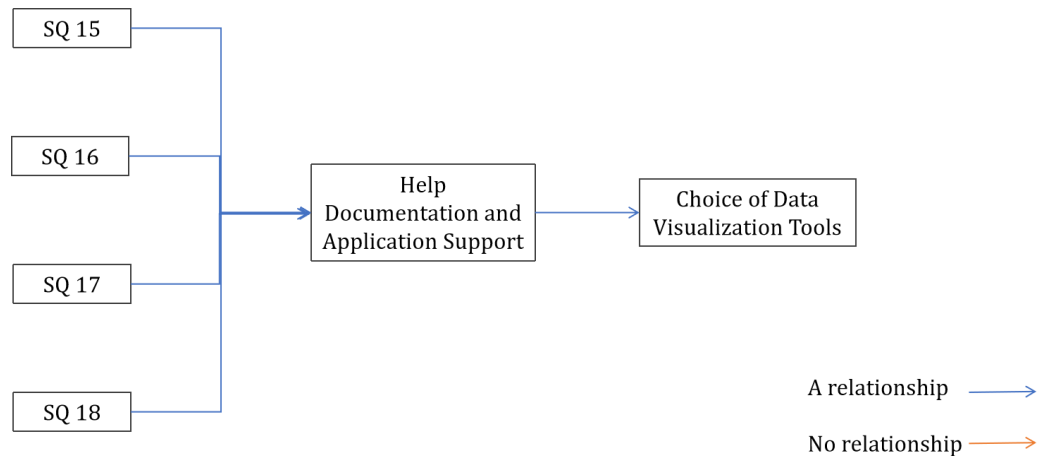 SQ 15
SQ 16
SQ 17
SQ 18
Help
Documentation and
Application Support
Choice of Data
Visualization Tools
A relationship
No relationship